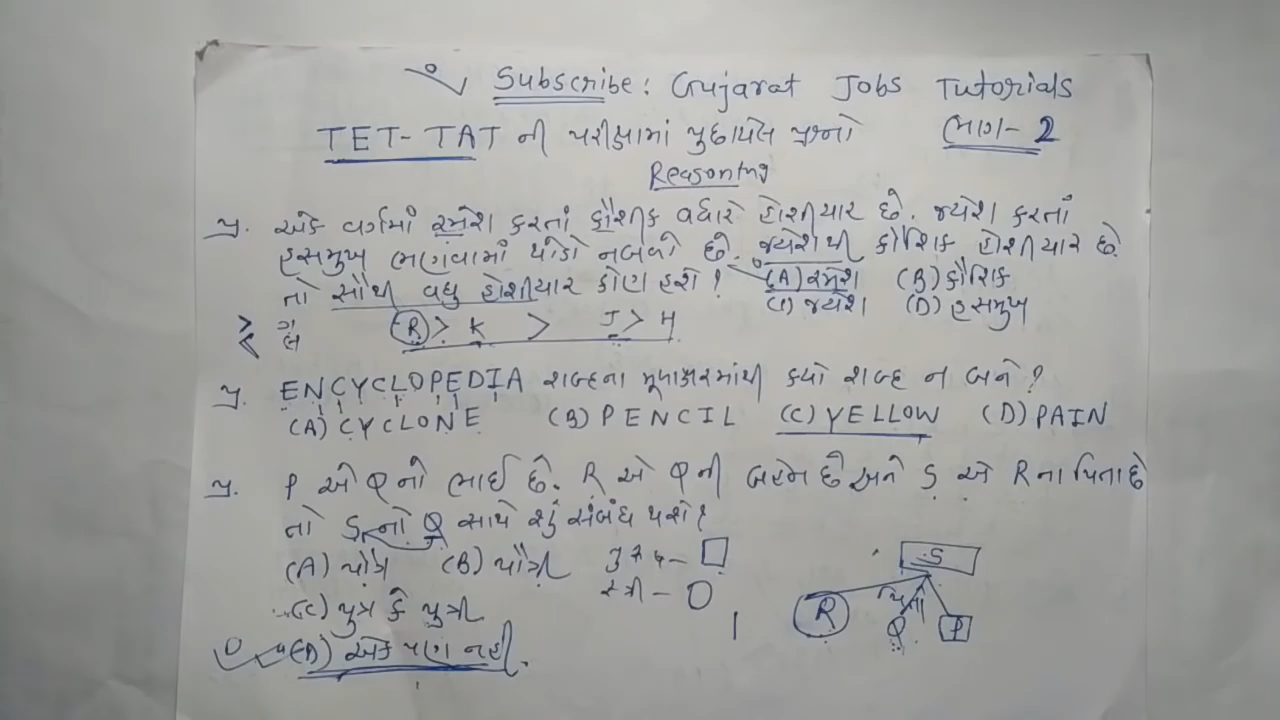 Subscribe: Gujarat Jobs Tutorials
TET-TAT ની પરીક્ષામાં પુછાયેલ પ્રશ્નો ભાગ-2
Reasoning
પ્ર. એક વર્ગમાં રમેશ કરતાં કૌશીક વધારે હોશીયાર છે. જયેશ કરતાં
હસમુખ ભણવામાં થોડો નબળો છે. જયેશથી કૌશિક હોશીયાર છે.
તો સૌથી વધુ હોશીયાર કોણ હશે? (A) રમેશ (B) કૌશિક
(C) જયેશ (D) હસમુખ
R > K > J > H
પ્ર. ENCYCLOPEDIA શબ્દના મૂળાક્ષરમાંથી ક્યો શબ્દ ન બને?
(A) CYCLONE (B) PENCIL (C) YELLOW (D) PAIN
પ્ર. P એ Q નો ભાઈ છે. R એ Q ની બહેન છે અને S એ R ના પિતા છે
તો S નો Q સાથે શું સંબંધ થશે?
(A) પૌત્ર (B) પૌત્રી પુરુષ - □
સ્ત્રી - O
(C) પુત્ર કે પુત્રી
(D) એક પણ નહી.
S
પિતા
R Q P